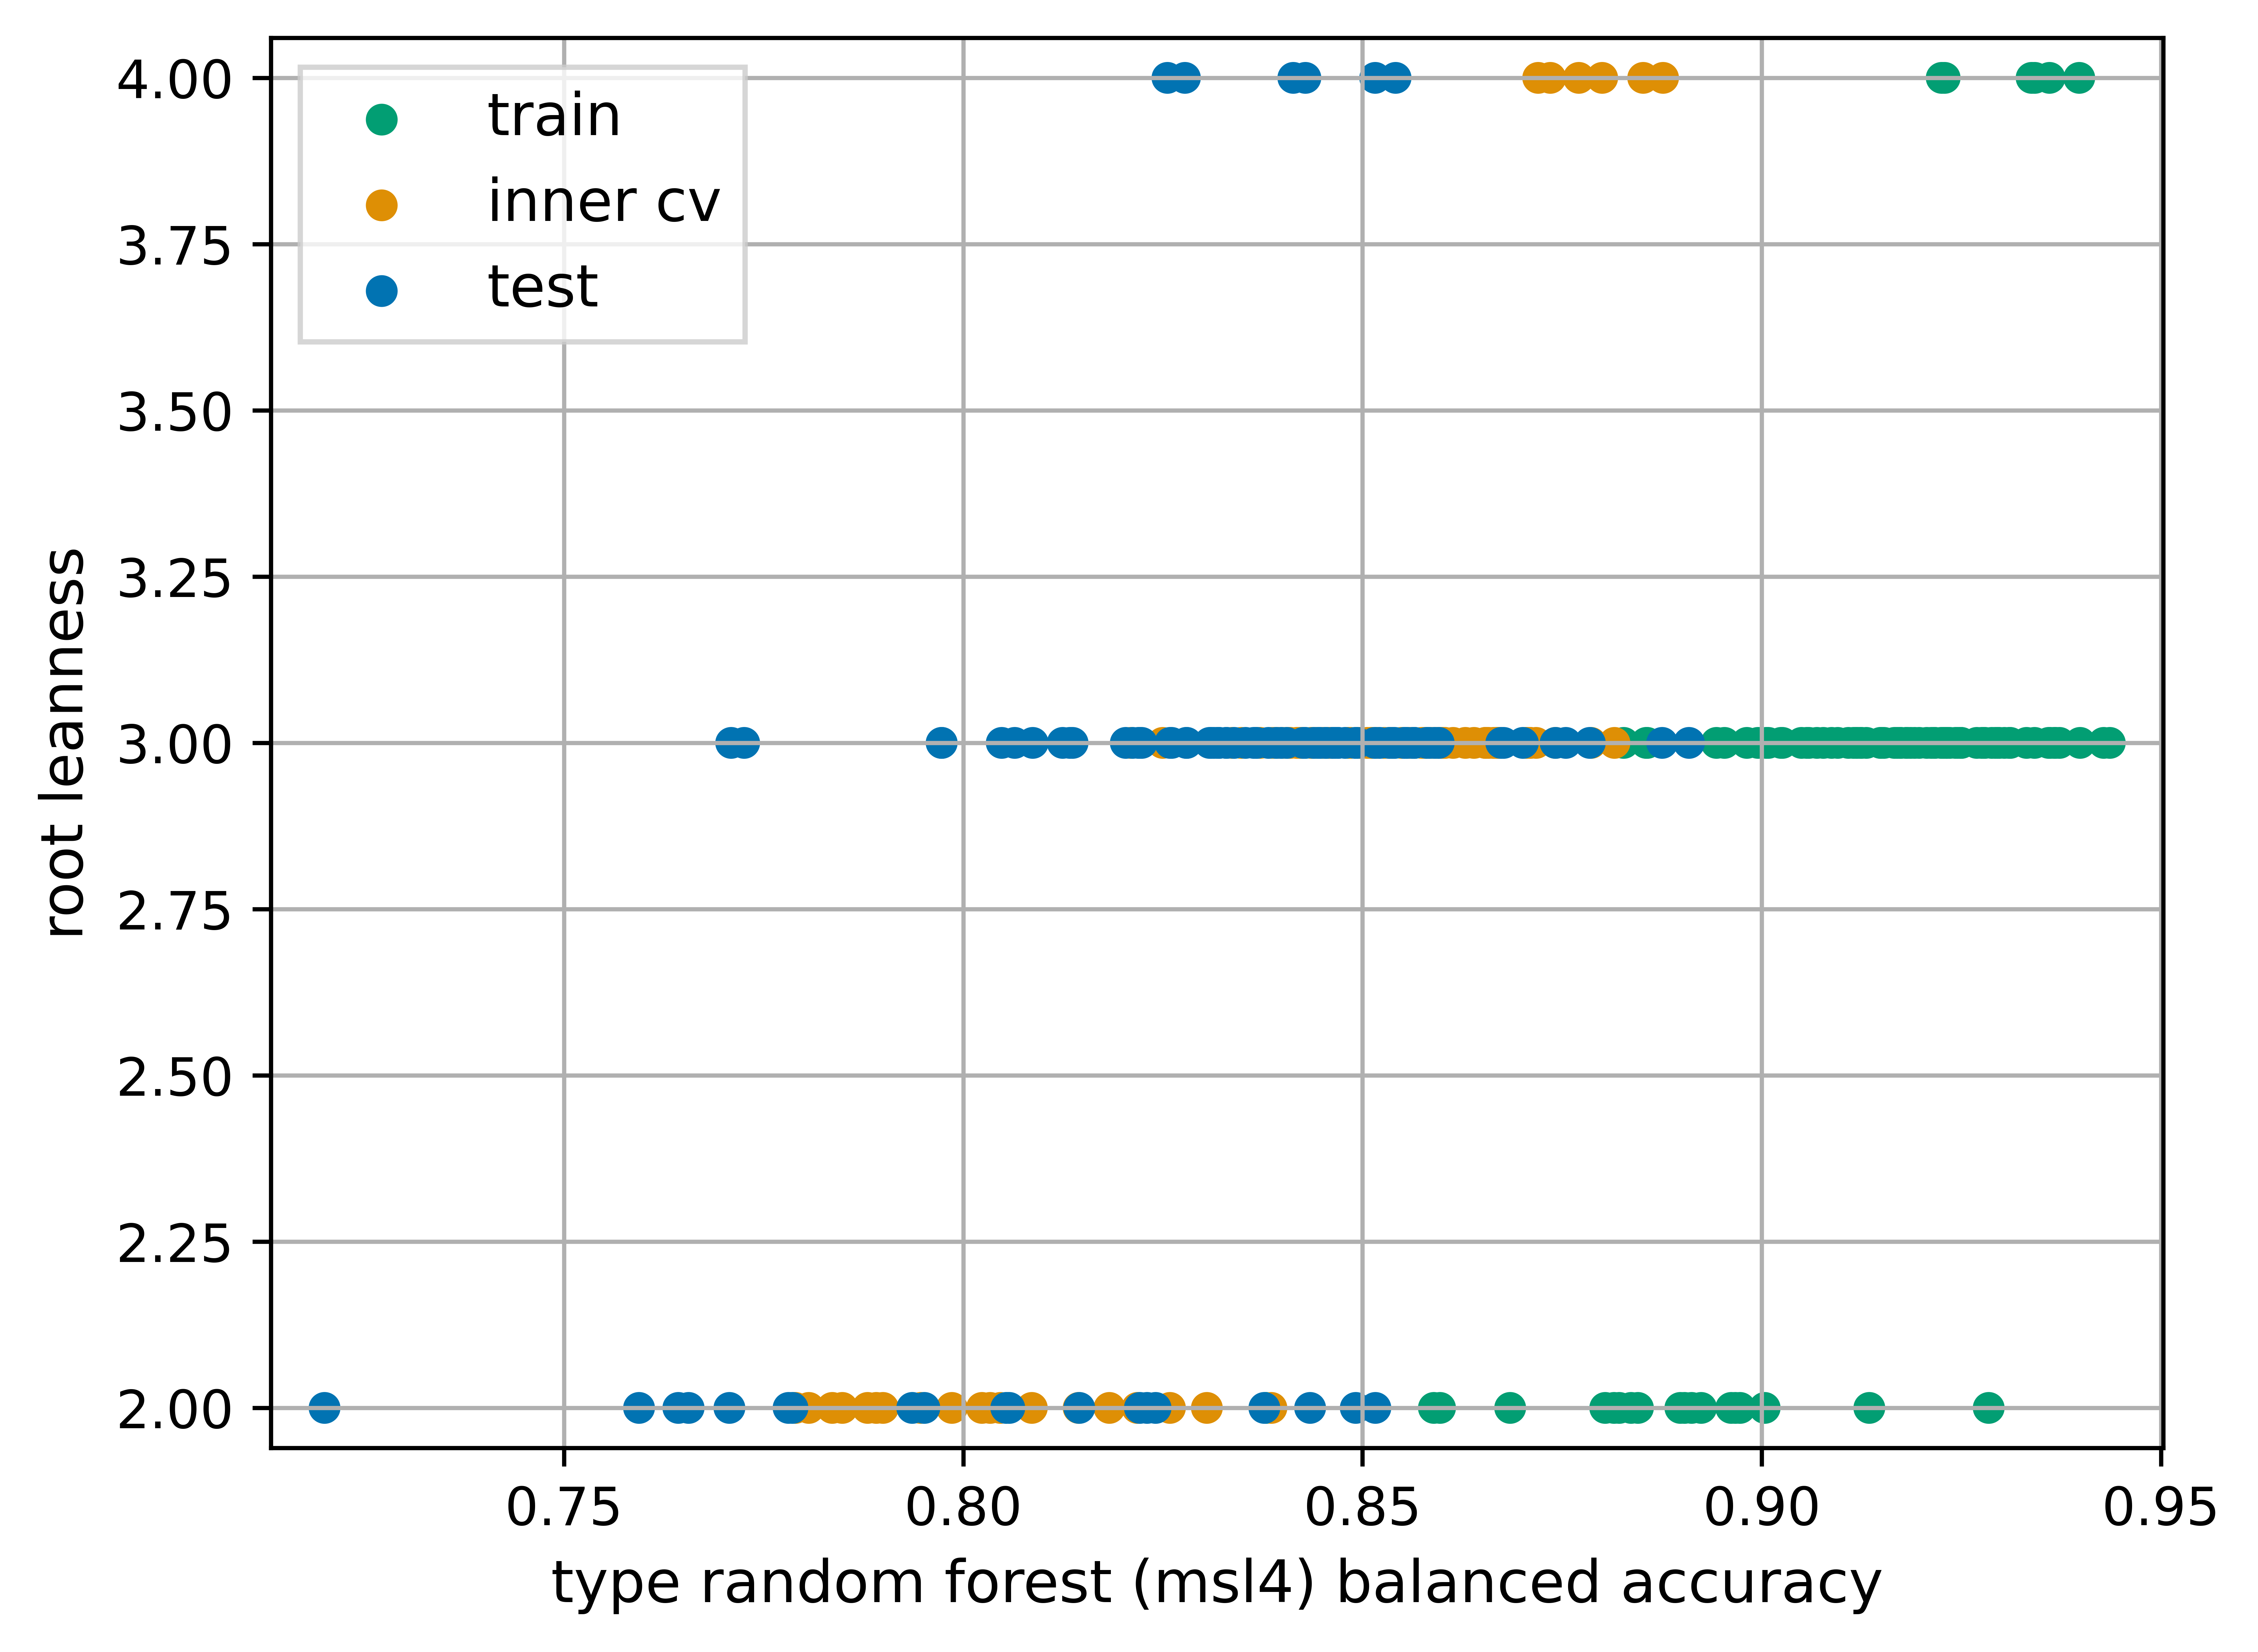 4.00
3.75
3.50
3.25
3.00
2.75
2.50
2.25
2.00
root leanness
train
inner cv
test
0.75 0.80 0.85 0.90 0.95
type random forest (msl4) balanced accuracy